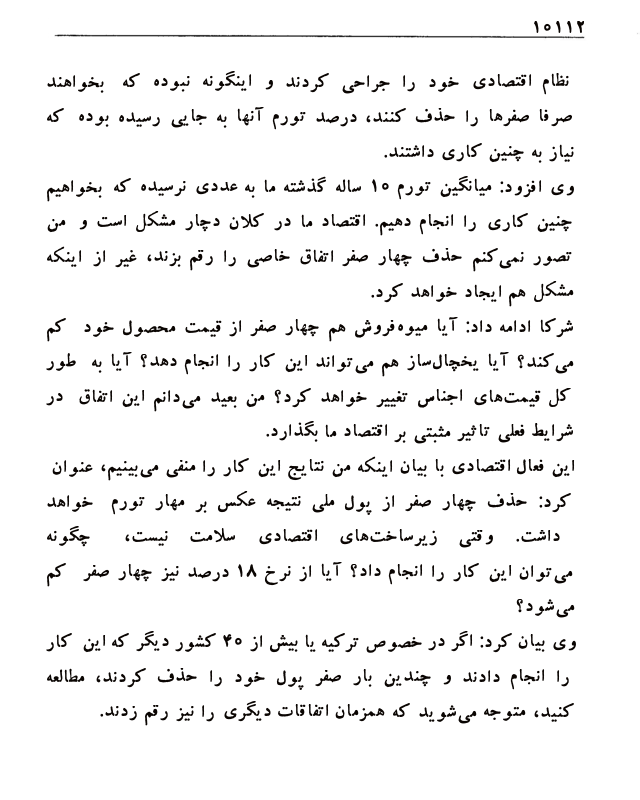 ۱۰۱۱۲
نظام اقتصادی خود را جراحی کردند و اینگونه نبوده که بخواهند
صرفا صفرها را حذف کنند، درصد تورم آنها به جایی رسیده بوده که
نیاز به چنین کاری داشتند.
وی افزود: میانگین تورم ۱۰ ساله گذشته ما به عددی نرسیده که بخواهیم
چنین کاری را انجام دهیم. اقتصاد ما در کلان دچار مشکل است و من
تصور نمی‌کنم حذف چهار صفر اتفاق خاصی را رقم بزند، غیر از اینکه
مشکل هم ایجاد خواهد کرد.
شرکا ادامه داد: آیا میوه‌فروش هم چهار صفر از قیمت محصول خود کم
می‌کند؟ آیا یخچال‌ساز هم می‌تواند این کار را انجام دهد؟ آیا به طور
کل قیمت‌های اجناس تغییر خواهد کرد؟ من بعید می‌دانم این اتفاق در
شرایط فعلی تاثیر مثبتی بر اقتصاد ما بگذارد.
این فعال اقتصادی با بیان اینکه من نتایج این کار را منفی می‌بینیم، عنوان
کرد: حذف چهار صفر از پول ملی نتیجه عکس بر مهار تورم خواهد
داشت. وقتی زیرساخت‌های اقتصادی سلامت نیست، چگونه
می‌توان این کار را انجام داد؟ آیا از نرخ ۱۸ درصد نیز چهار صفر کم
می‌شود؟
وی بیان کرد: اگر در خصوص ترکیه یا بیش از ۴۰ کشور دیگر که این کار
را انجام دادند و چندین بار صفر پول خود را حذف کردند، مطالعه
کنید، متوجه می‌شوید که همزمان اتفاقات دیگری را نیز رقم زدند.